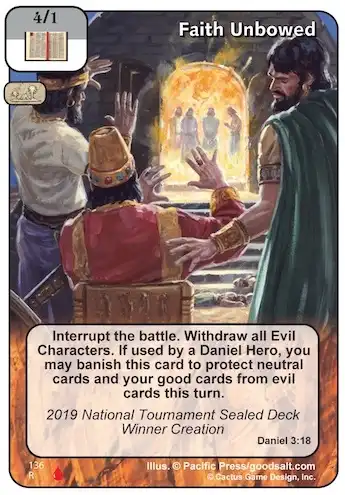 4/1
Faith Unbowed
Interrupt the battle. Withdraw all Evil
Characters. If used by a Daniel Hero, you
may banish this card to protect neutral
cards and your good cards from evil
cards this turn.
2019 National Tournament Sealed Deck
Winner Creation
Daniel 3:18
136
R
Illus. © Pacific Press/goodsalt.com
© Cactus Game Design, Inc.